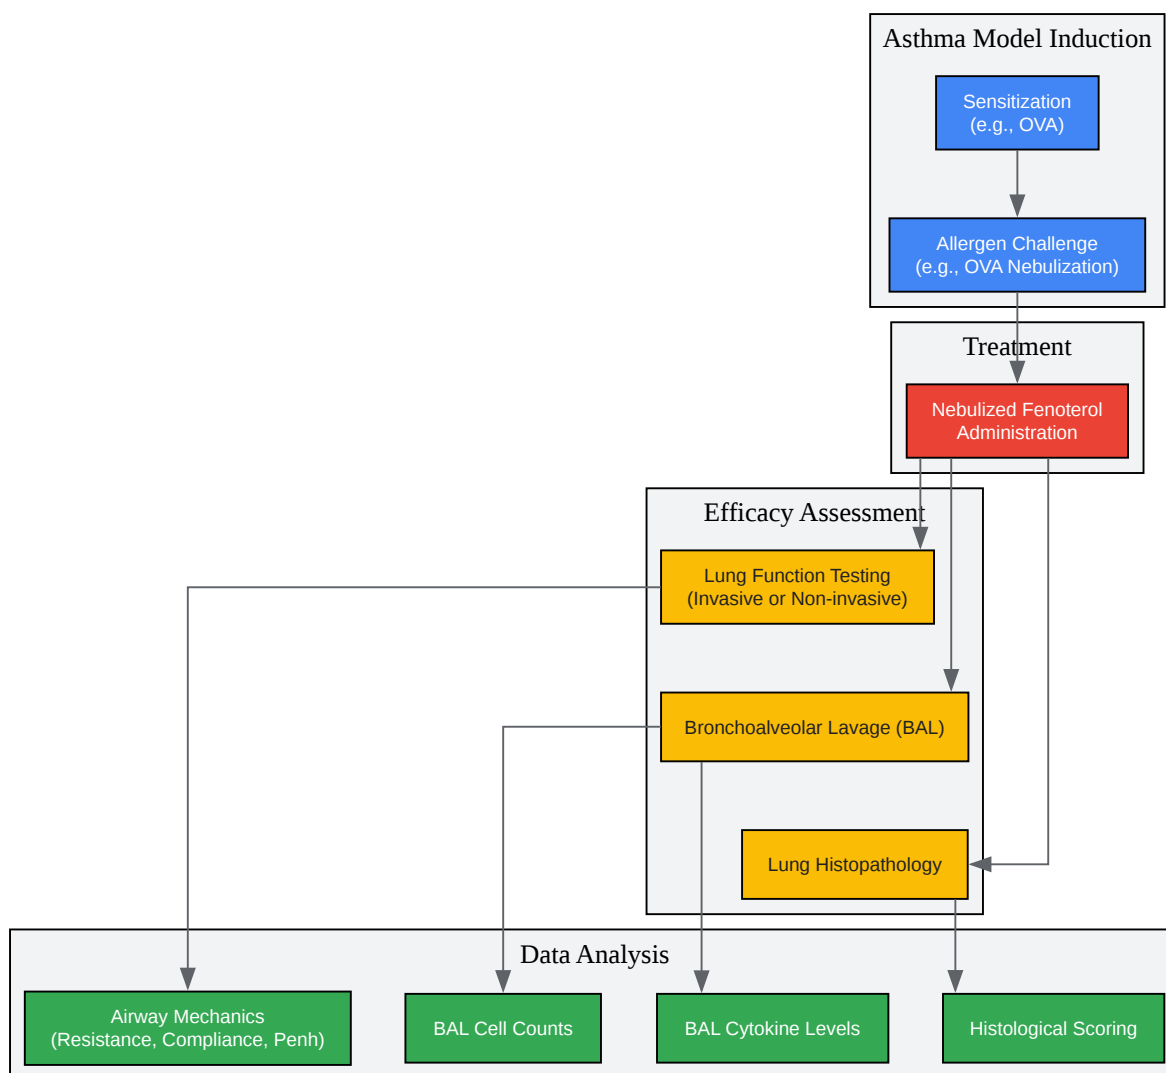 Asthma Model Induction
Sensitization
(e.g., OVA)
Allergen Challenge
(e.g., OVA Nebulization)
Treatment
Nebulized Fenoterol
Administration
Efficacy Assessment
Lung Function Testing
(Invasive or Non-invasive)
Bronchoalveolar Lavage (BAL)
Lung Histopathology
Data Analysis
Airway Mechanics
(Resistance, Compliance, Penh)
BAL Cell Counts
BAL Cytokine Levels
Histological Scoring